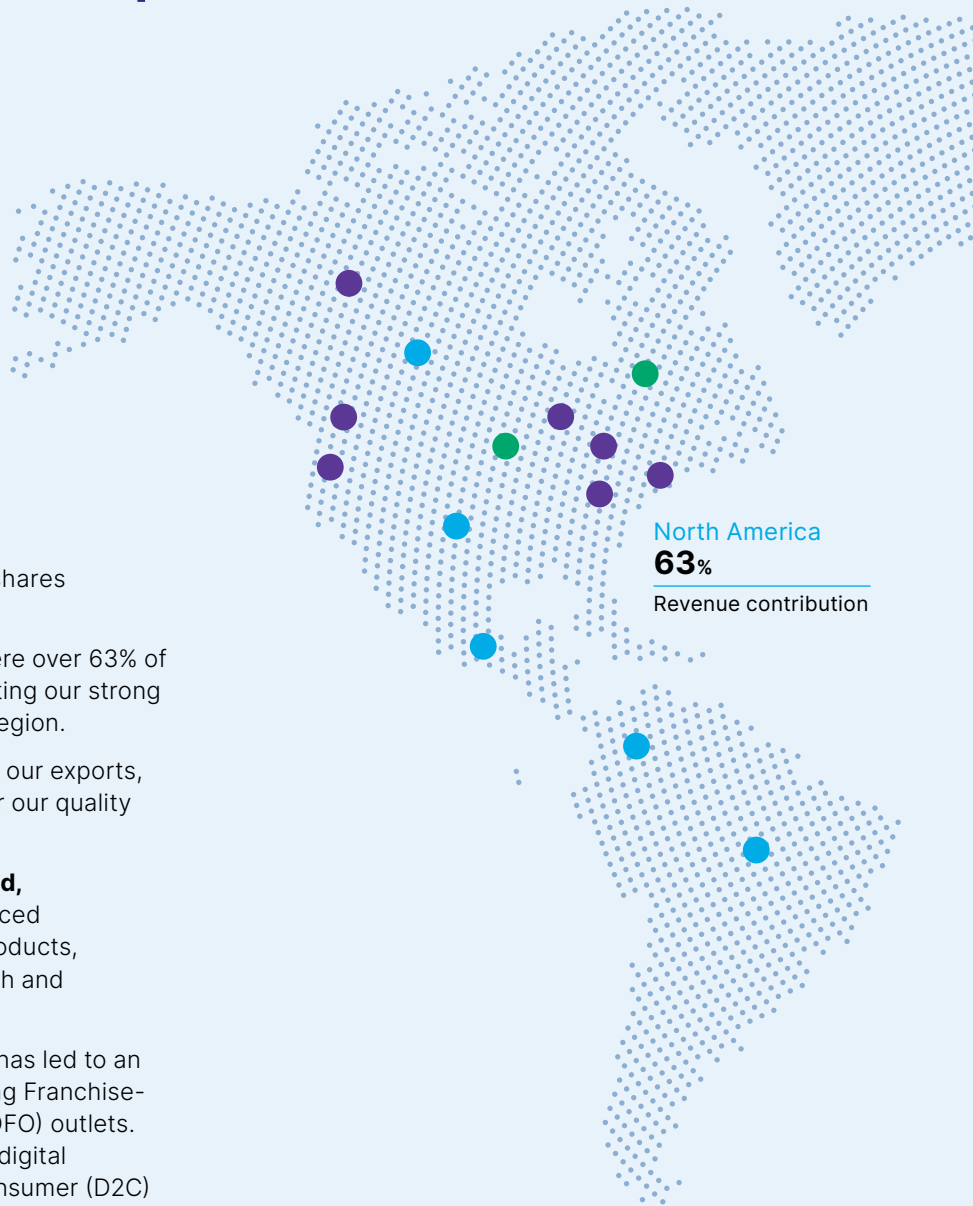 hares
ere over 63% of
ting our strong
egion.
our exports,
r our quality
d,
ced
oducts,
h and
has led to an
g Franchise-
OFO) outlets.
digital
nsumer (D2C)
North America
63%
Revenue contribution